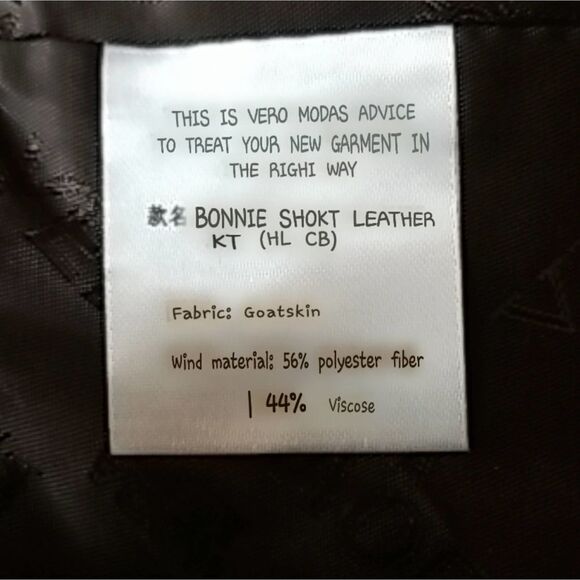 THIS IS VERO MODAS ADVICE
TO TREAT YOUR NEW GARMENT IN
THE RIGHI WAY
款名 BONNIE SHOKT LEATHER
KT (HL CB)
Fabric: Goatskin
Wind material: 56% polyester fiber
| 44% Viscose